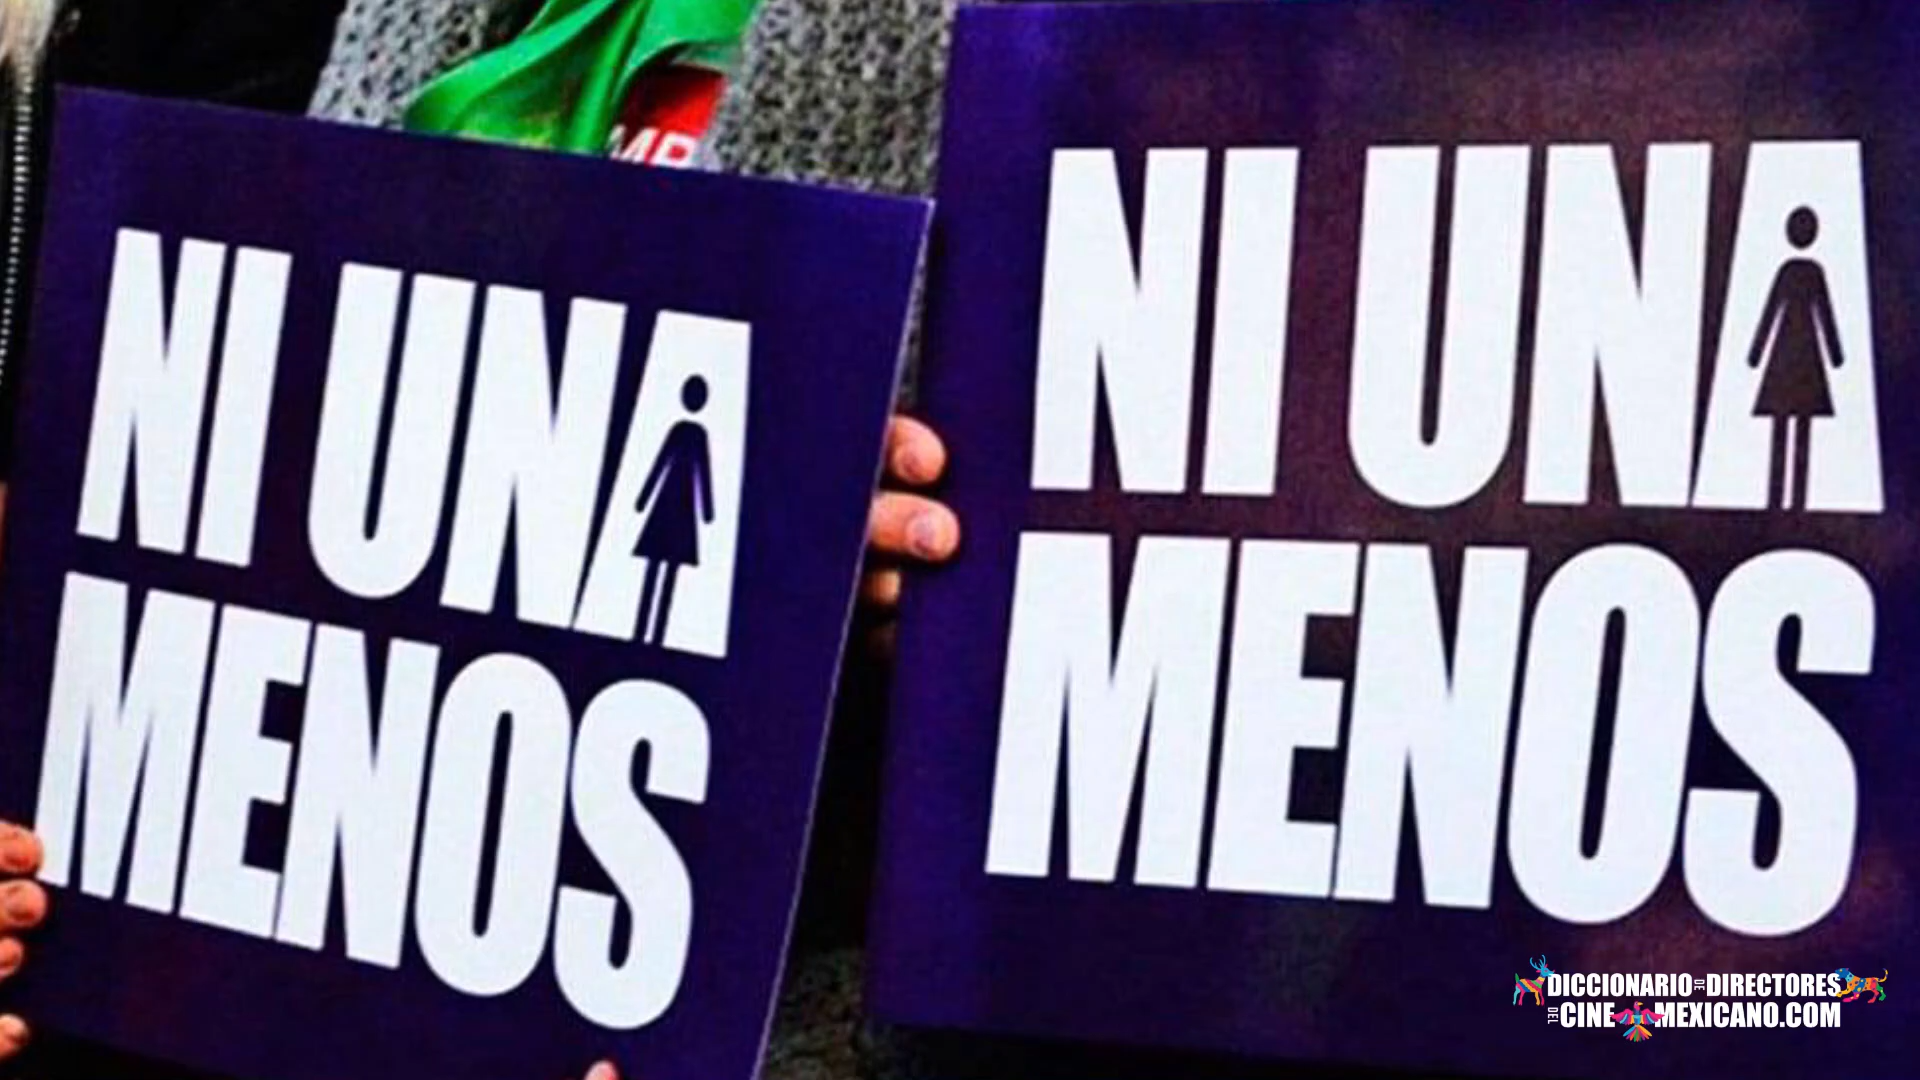 NI UNA
MENOS
NI UNA
MENOS
DICCIONARIO DE DIRECTORES
DEL CINE MEXICANO.COM